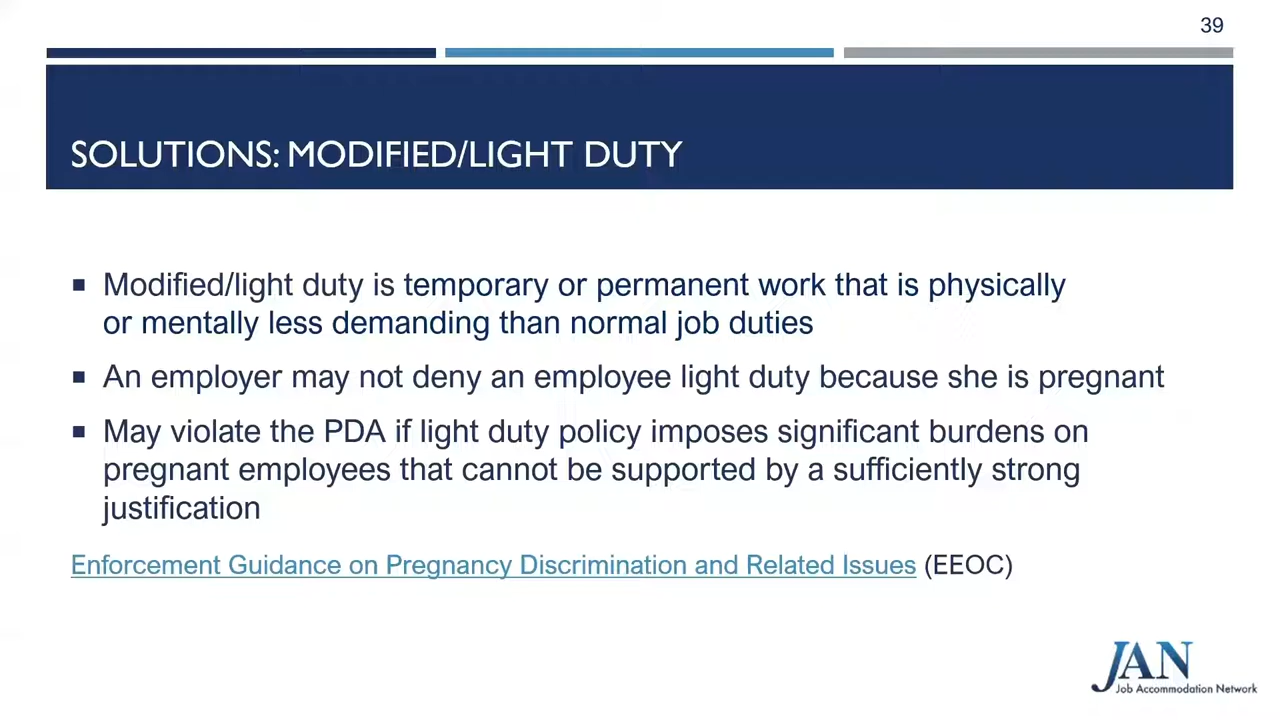 39
SOLUTIONS: MODIFIED/LIGHT DUTY
▪ Modified/light duty is temporary or permanent work that is physically
or mentally less demanding than normal job duties
▪ An employer may not deny an employee light duty because she is pregnant
▪ May violate the PDA if light duty policy imposes significant burdens on
pregnant employees that cannot be supported by a sufficiently strong
justification
Enforcement Guidance on Pregnancy Discrimination and Related Issues (EEOC)
JAN
Job Accommodation Network